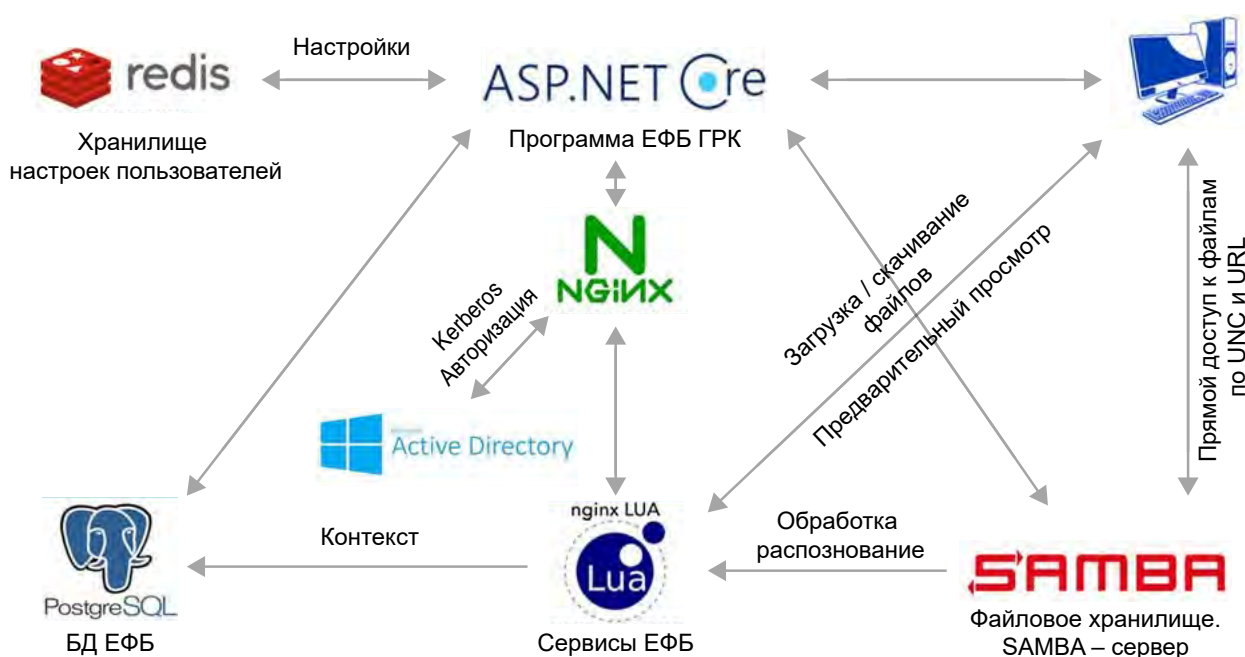 redis
Хранилище
настроек пользователей
Настройки
ASP.NET Core
Программа ЕФБ ГРК
NGiNX
Kerberos
Авторизация
Active Directory
Загрузка / скачивание
файлов
Предварительный просмотр
Прямой доступ к файлам
по UNC и URL
PostgreSQL
БД ЕФБ
Контекст
nginx LUA
Lua
Сервисы ЕФБ
Обработка
распознование
SAMBA
Файловое хранилище.
SAMBA – сервер